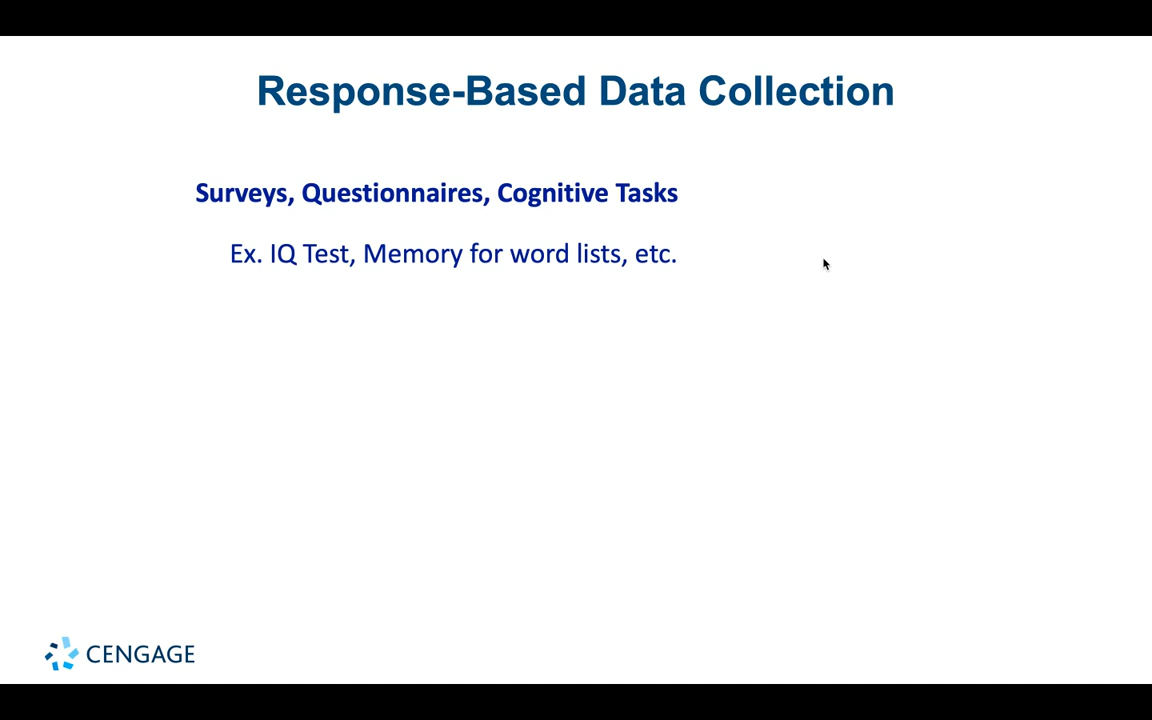 Response-Based Data Collection
Surveys, Questionnaires, Cognitive Tasks
Ex. IQ Test, Memory for word lists, etc.
CENGAGE